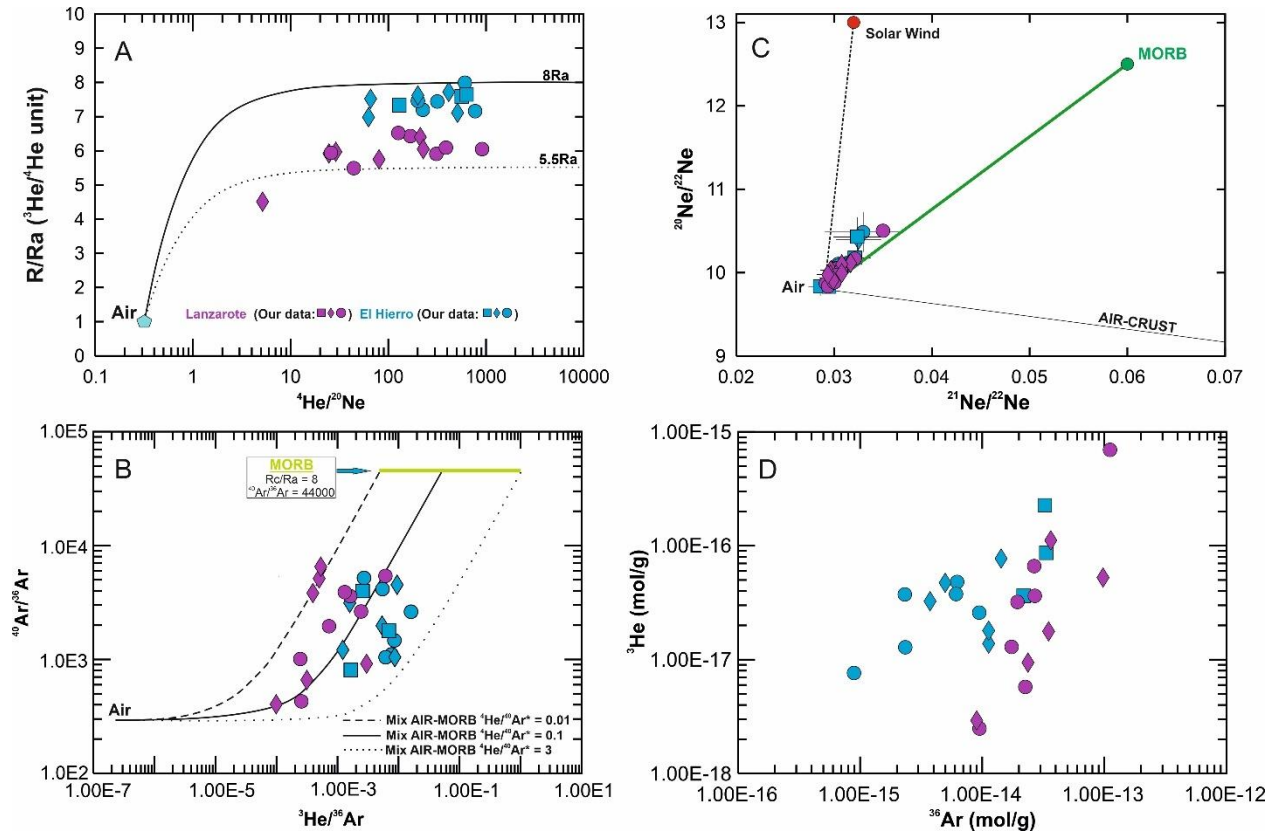 A
R/Ra (³He/⁴He unit)
10
9
8
7
6
5
4
3
2
1
0
8Ra
5.5Ra
Air
Lanzarote (Our data: ) El Hierro (Our data: )
0.1 1 10 100 1000 10000
⁴He/²⁰Ne
C
²⁰Ne/²²Ne
13
12
11
10
9
Solar Wind
MORB
Air
AIR-CRUST
0.02 0.03 0.04 0.05 0.06 0.07
²¹Ne/²²Ne
B
⁴⁰Ar/³⁶Ar
1.0E5
1.0E4
1.0E3
1.0E2
MORB
Rc/Ra = 8
⁴⁰Ar/³⁶Ar = 44000
Air
Mix AIR-MORB ⁴He/⁴⁰Ar* = 0.01
Mix AIR-MORB ⁴He/⁴⁰Ar* = 0.1
Mix AIR-MORB ⁴He/⁴⁰Ar* = 3
1.00E-7 1.00E-5 1.00E-3 1.00E-1 1.00E+1
³He/³⁶Ar
D
³He (mol/g)
1.00E-15
1.00E-16
1.00E-17
1.00E-18
1.00E-16 1.00E-15 1.00E-14 1.00E-13 1.00E-12
³⁶Ar (mol/g)